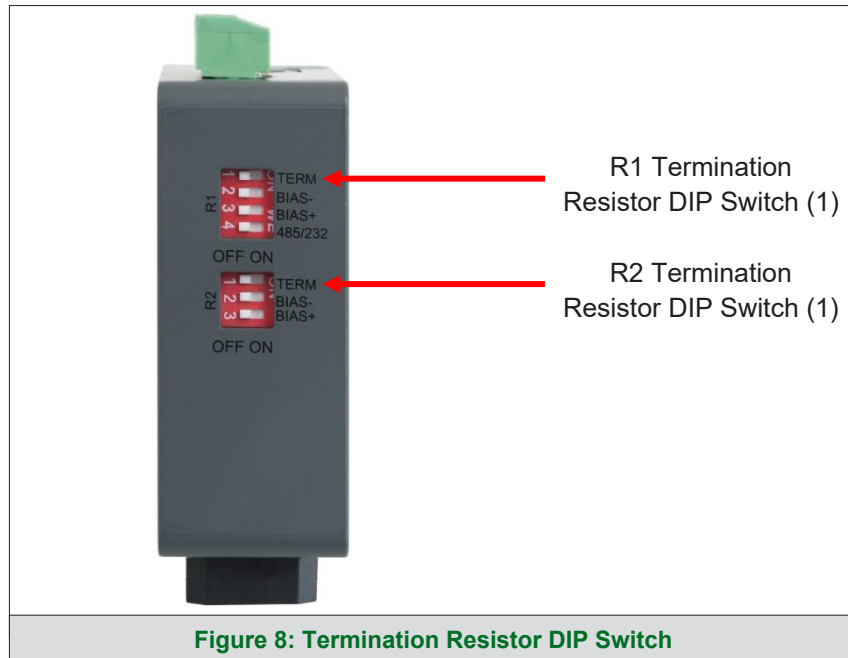 R1
1 TERM
2 BIAS-
3 BIAS+
4 485/232
OFF ON
R2
1 TERM
2 BIAS-
3 BIAS+
OFF ON
R1 Termination
Resistor DIP Switch (1)
R2 Termination
Resistor DIP Switch (1)
Figure 8: Termination Resistor DIP Switch